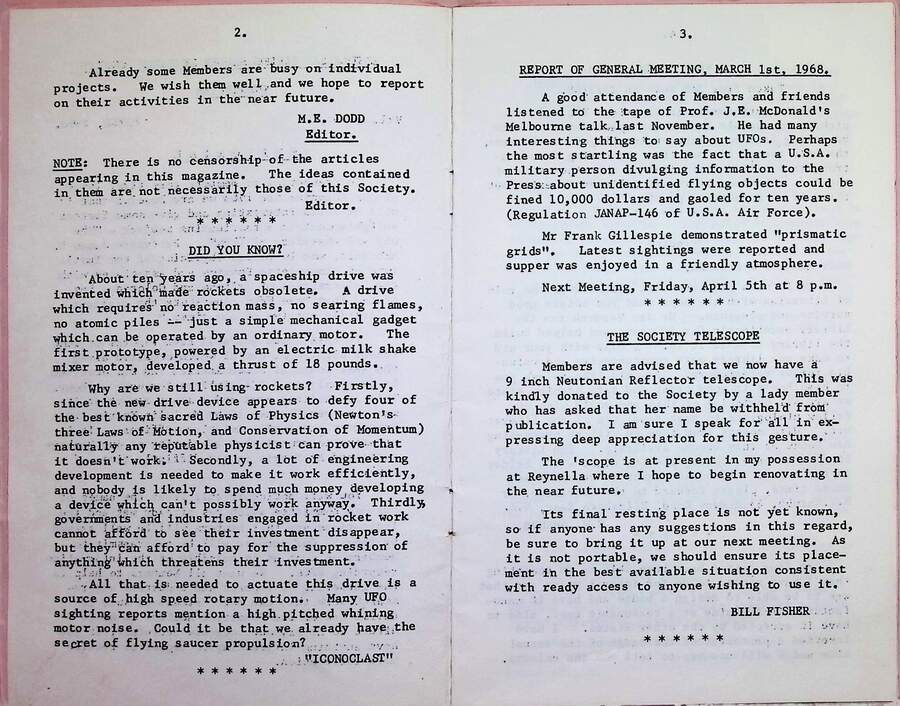 2.
Already some Members are busy on individual
projects. We wish them well and we hope to report
on their activities in the near future.
M.E. DODD
Editor.
NOTE: There is no censorship of the articles
appearing in this magazine. The ideas contained
in them are not necessarily those of this Society.
Editor.
* * * * * *
DID YOU KNOW?
About ten years ago, a spaceship drive was
invented which made rockets obsolete. A drive
which requires no reaction mass, no searing flames,
no atomic piles -- just a simple mechanical gadget
which can be operated by an ordinary motor. The
first prototype, powered by an electric milk shake
mixer motor, developed a thrust of 18 pounds.
Why are we still using rockets? Firstly,
since the new drive device appears to defy four of
the best known sacred Laws of Physics (Newton's
three Laws of Motion, and Conservation of Momentum)
naturally any reputable physicist can prove that
it doesn't work. Secondly, a lot of engineering
development is needed to make it work efficiently,
and nobody is likely to spend much money developing
a device which can't possibly work anyway. Thirdly,
governments and industries engaged in rocket work
cannot afford to see their investment disappear,
but they can afford to pay for the suppression of
anything which threatens their investment.
All that is needed to actuate this drive is a
source of high speed rotary motion. Many UFO
sighting reports mention a high pitched whining
motor noise. Could it be that we already have the
secret of flying saucer propulsion?
"ICONOCLAST"
* * * * * *
3.
REPORT OF GENERAL MEETING, MARCH 1st, 1968.
A good attendance of Members and friends
listened to the tape of Prof. J.E. McDonald's
Melbourne talk last November. He had many
interesting things to say about UFOs. Perhaps
the most startling was the fact that a U.S.A.
military person divulging information to the
Press about unidentified flying objects could be
fined 10,000 dollars and gaoled for ten years.
(Regulation JANAP-146 of U.S.A. Air Force).
Mr Frank Gillespie demonstrated "prismatic
grids". Latest sightings were reported and
supper was enjoyed in a friendly atmosphere.
Next Meeting, Friday, April 5th at 8 p.m.
* * * * * *
THE SOCIETY TELESCOPE
Members are advised that we now have a
9 inch Neutonian Reflector telescope. This was
kindly donated to the Society by a lady member
who has asked that her name be withheld from
publication. I am sure I speak for all in ex-
pressing deep appreciation for this gesture.
The 'scope is at present in my possession
at Reynella where I hope to begin renovating in
the near future.
Its final resting place is not yet known,
so if anyone has any suggestions in this regard,
be sure to bring it up at our next meeting. As
it is not portable, we should ensure its place-
ment in the best available situation consistent
with ready access to anyone wishing to use it.
BILL FISHER
* * * * * *